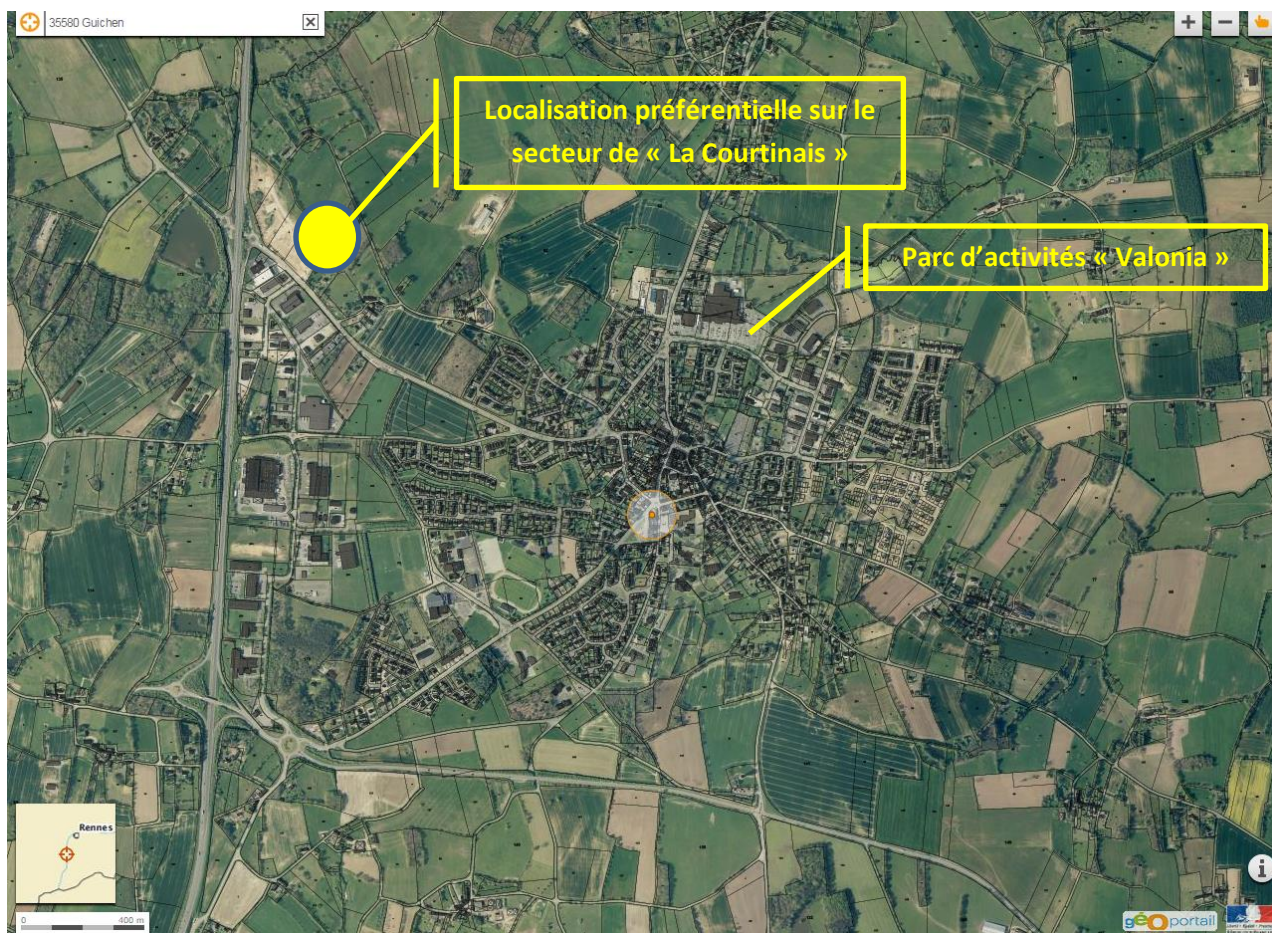 35580 Guichen
Localisation préférentielle sur le
secteur de « La Courtinais »
Parc d'activités « Valonia »
Rennes
0 400 m
géoportail